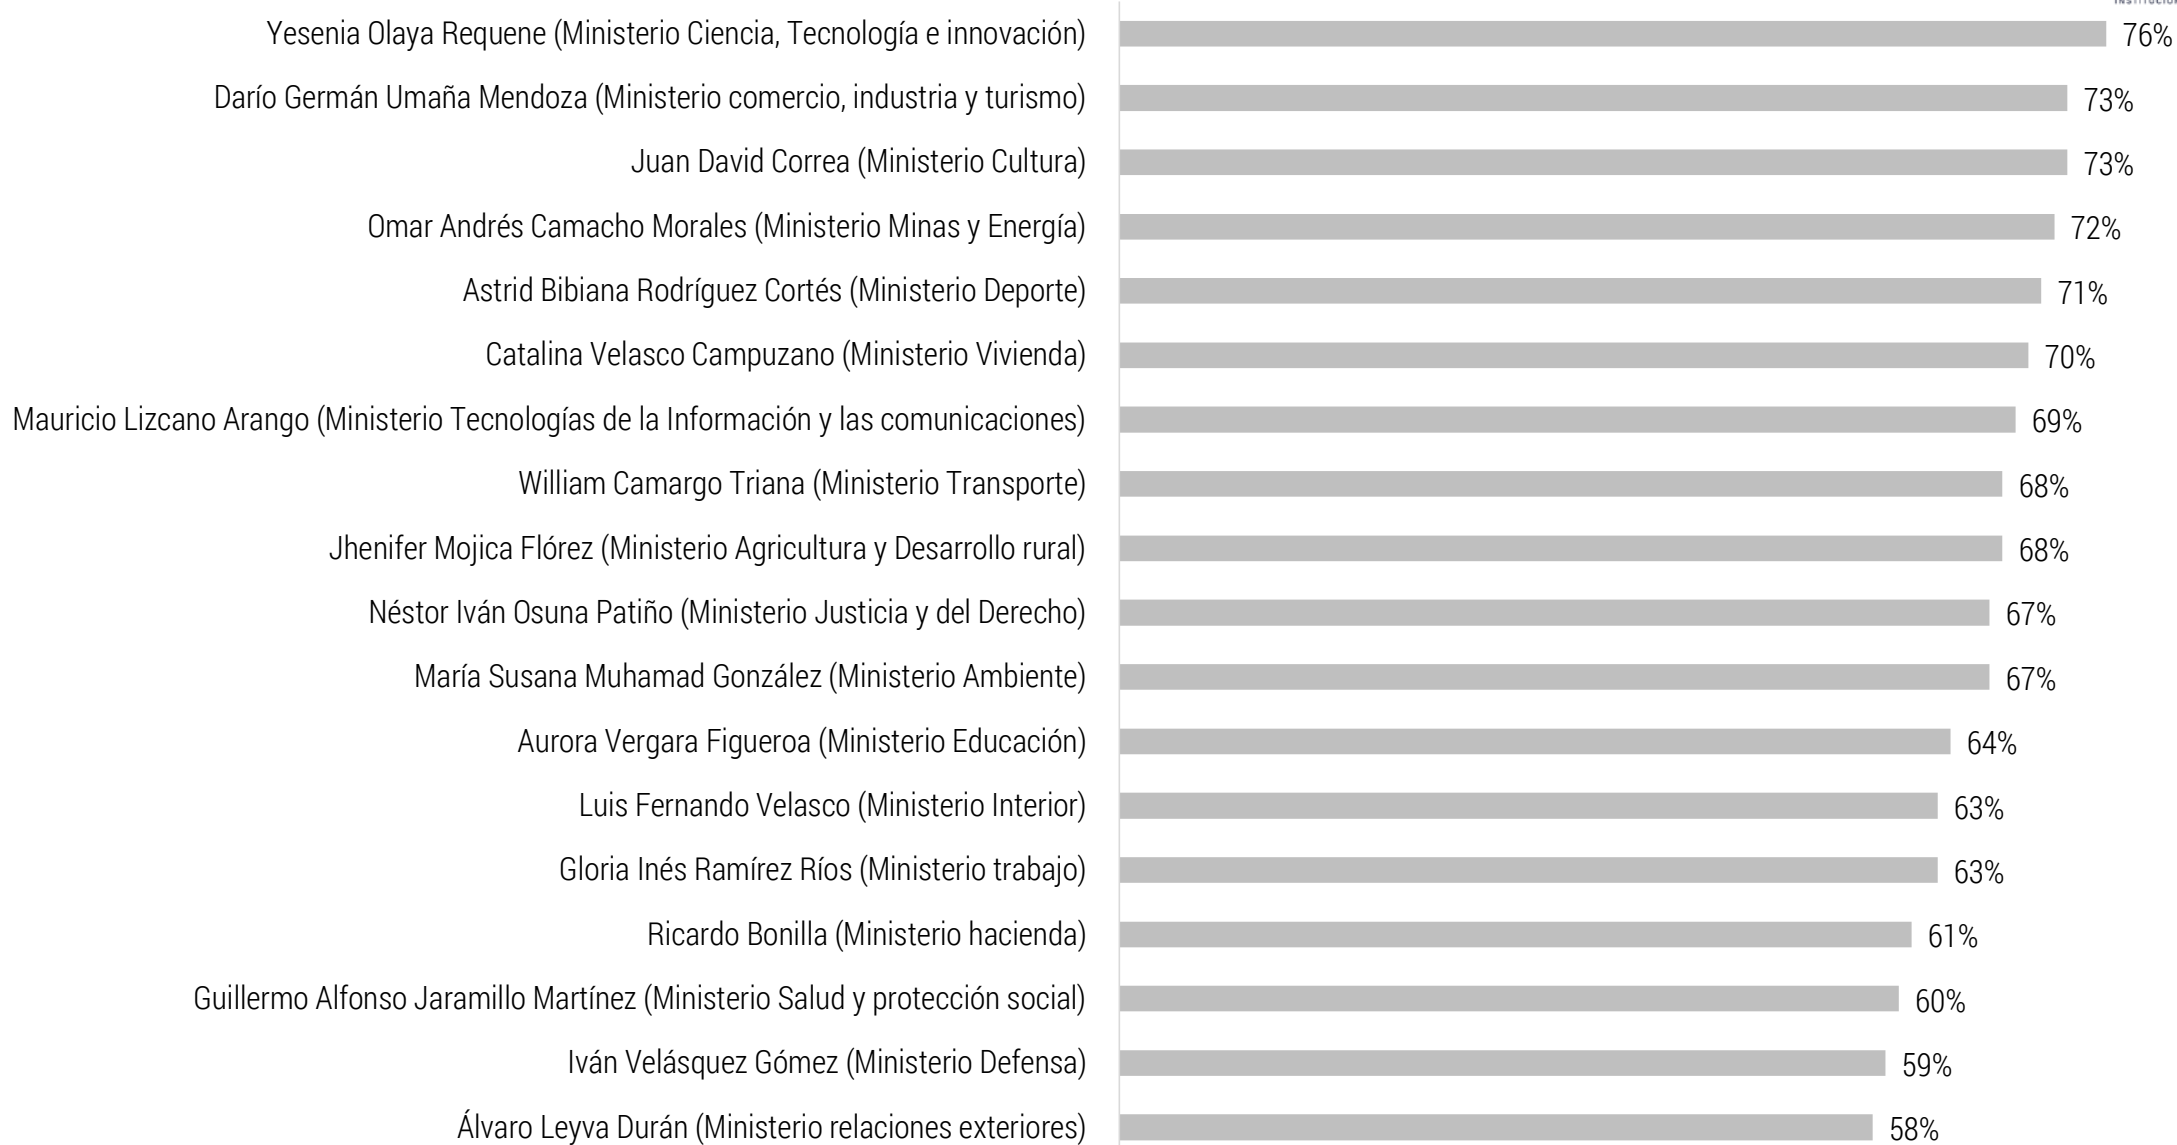 Yesenia Olaya Requene (Ministerio Ciencia, Tecnología e innovación) 76%
Darío Germán Umaña Mendoza (Ministerio comercio, industria y turismo) 73%
Juan David Correa (Ministerio Cultura) 73%
Omar Andrés Camacho Morales (Ministerio Minas y Energía) 72%
Astrid Bibiana Rodríguez Cortés (Ministerio Deporte) 71%
Catalina Velasco Campuzano (Ministerio Vivienda) 70%
Mauricio Lizcano Arango (Ministerio Tecnologías de la Información y las comunicaciones) 69%
William Camargo Triana (Ministerio Transporte) 68%
Jhenifer Mojica Flórez (Ministerio Agricultura y Desarrollo rural) 68%
Néstor Iván Osuna Patiño (Ministerio Justicia y del Derecho) 67%
María Susana Muhamad González (Ministerio Ambiente) 67%
Aurora Vergara Figueroa (Ministerio Educación) 64%
Luis Fernando Velasco (Ministerio Interior) 63%
Gloria Inés Ramírez Ríos (Ministerio trabajo) 63%
Ricardo Bonilla (Ministerio hacienda) 61%
Guillermo Alfonso Jaramillo Martínez (Ministerio Salud y protección social) 60%
Iván Velásquez Gómez (Ministerio Defensa) 59%
Álvaro Leyva Durán (Ministerio relaciones exteriores) 58%